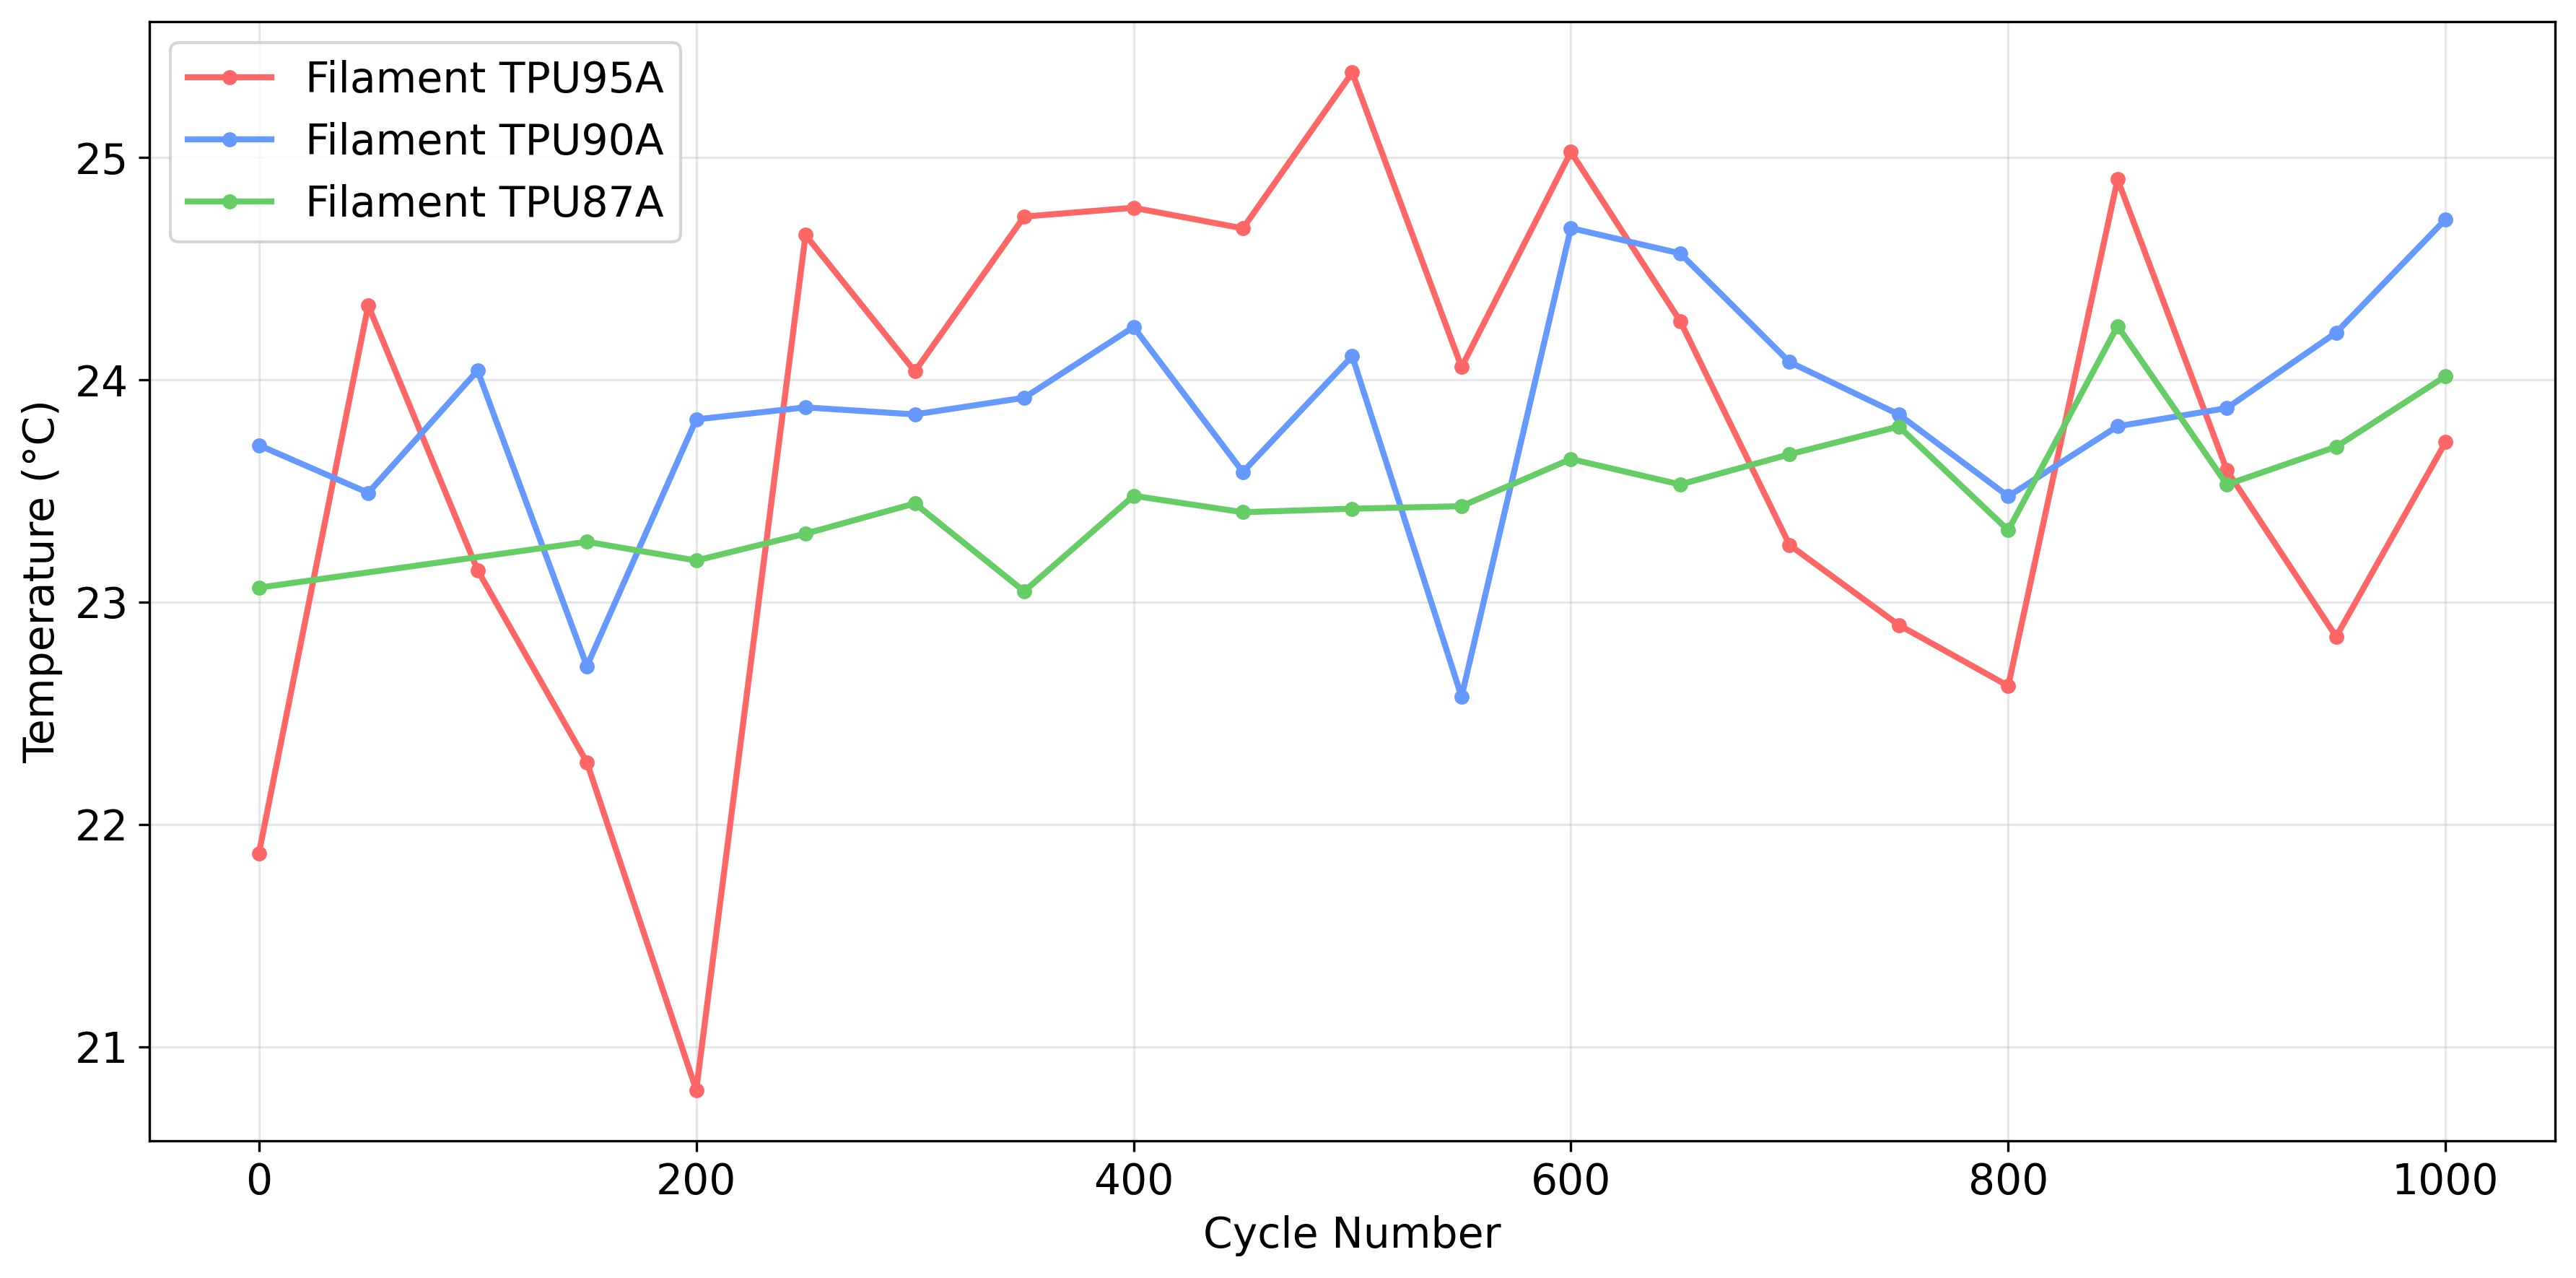 Filament TPU95A
Filament TPU90A
Filament TPU87A
25
24
23
22
21
Temperature (°C)
0 200 400 600 800 1000
Cycle Number